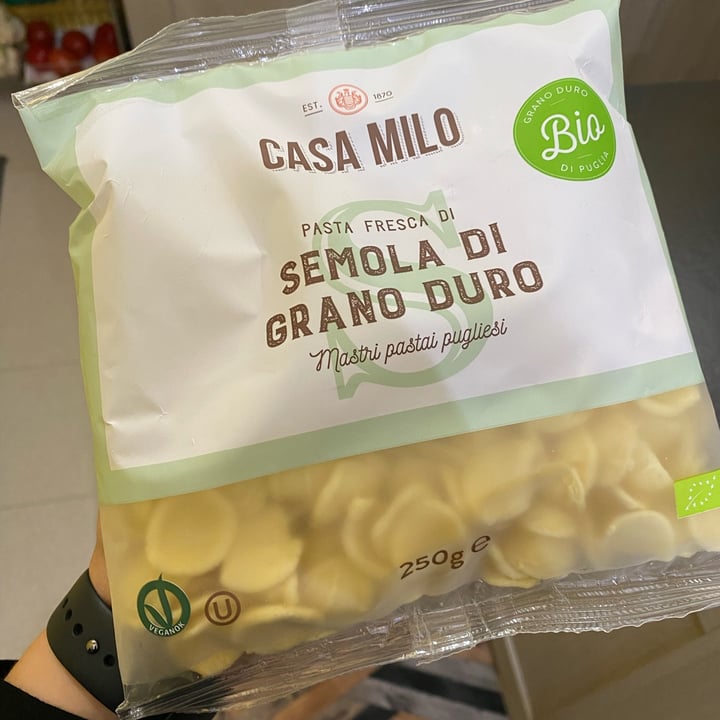 EST. 1870
CASA MILO
GRANO DURO
Bio
DI PUGLIA
PASTA FRESCA DI
S
SEMOLA DI
GRANO DURO
Mastri pastai pugliesi
250g e
VEGANOK
U